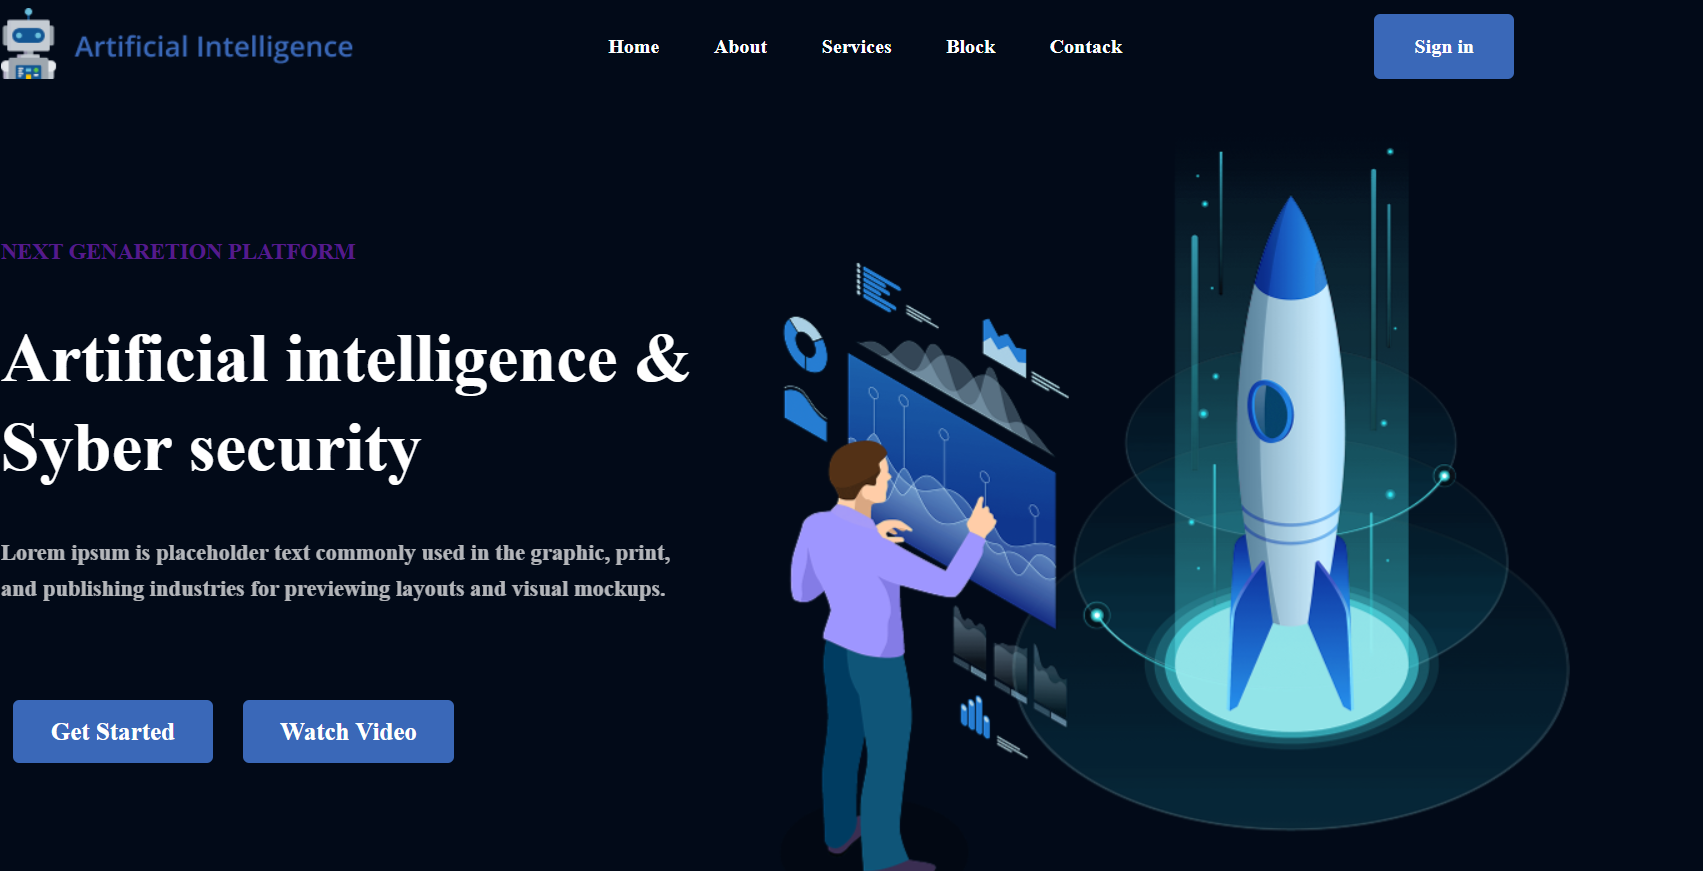 Artificial Intelligence
Home About Services Block Contack Sign in
NEXT GENARETION PLATFORM
Artificial intelligence &
Syber security
Lorem ipsum is placeholder text commonly used in the graphic, print,
and publishing industries for previewing layouts and visual mockups.
Get Started Watch Video